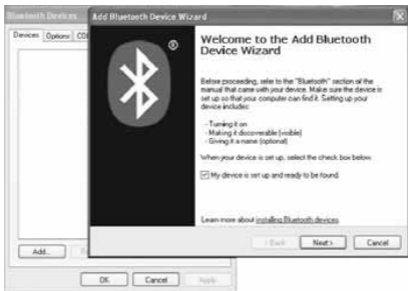 Bluetooth Devices
Add Bluetooth Device Wizard
Devices Options
Welcome to the Add Bluetooth
Device Wizard
Before proceeding, refer to the "Bluetooth" section of the
manual that came with your device. Make sure the device is
set up so that your computer can find it. Setting up your
device includes:
- Turning it on
- Making it discoverable (visible)
- Giving it a name (optional)
When your device is set up, select the check box below.
My device is set up and ready to be found.
Learn more about installing Bluetooth devices.
Add...
< Back Next > Cancel
OK Cancel Apply